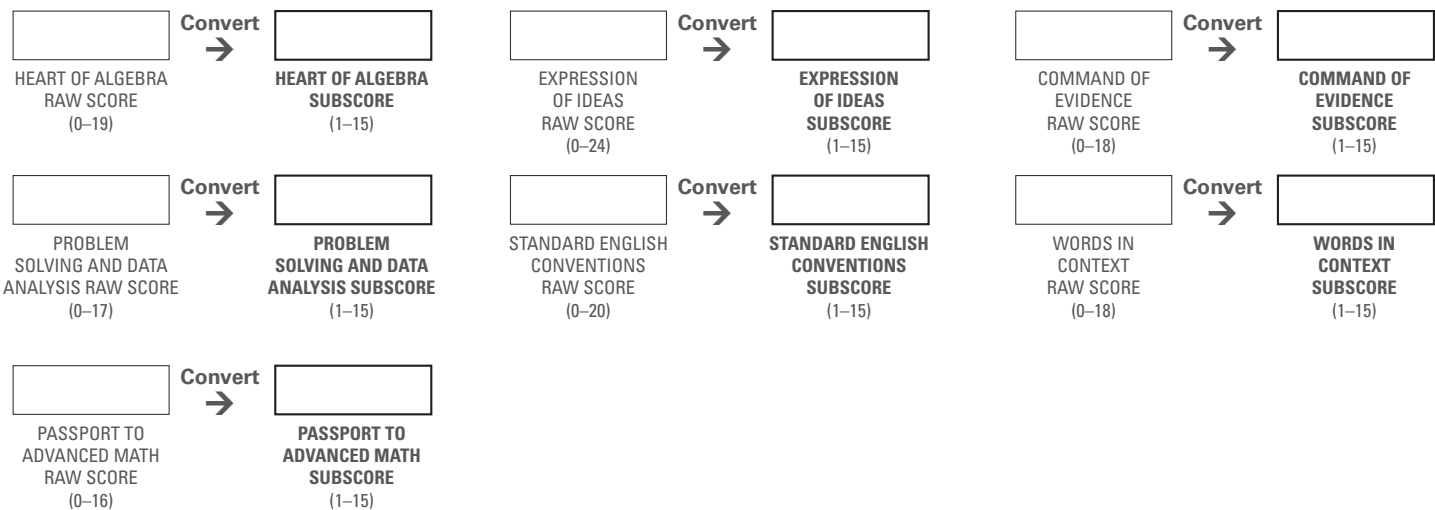 Convert
→
HEART OF ALGEBRA
RAW SCORE
(0–19)
HEART OF ALGEBRA
SUBSCORE
(1–15)
Convert
→
EXPRESSION
OF IDEAS
RAW SCORE
(0–24)
EXPRESSION
OF IDEAS
SUBSCORE
(1–15)
Convert
→
COMMAND OF
EVIDENCE
RAW SCORE
(0–18)
COMMAND OF
EVIDENCE
SUBSCORE
(1–15)
Convert
→
PROBLEM
SOLVING AND DATA
ANALYSIS RAW SCORE
(0–17)
PROBLEM
SOLVING AND DATA
ANALYSIS SUBSCORE
(1–15)
Convert
→
STANDARD ENGLISH
CONVENTIONS
RAW SCORE
(0–20)
STANDARD ENGLISH
CONVENTIONS
SUBSCORE
(1–15)
Convert
→
WORDS IN
CONTEXT
RAW SCORE
(0–18)
WORDS IN
CONTEXT
SUBSCORE
(1–15)
Convert
→
PASSPORT TO
ADVANCED MATH
RAW SCORE
(0–16)
PASSPORT TO
ADVANCED MATH
SUBSCORE
(1–15)